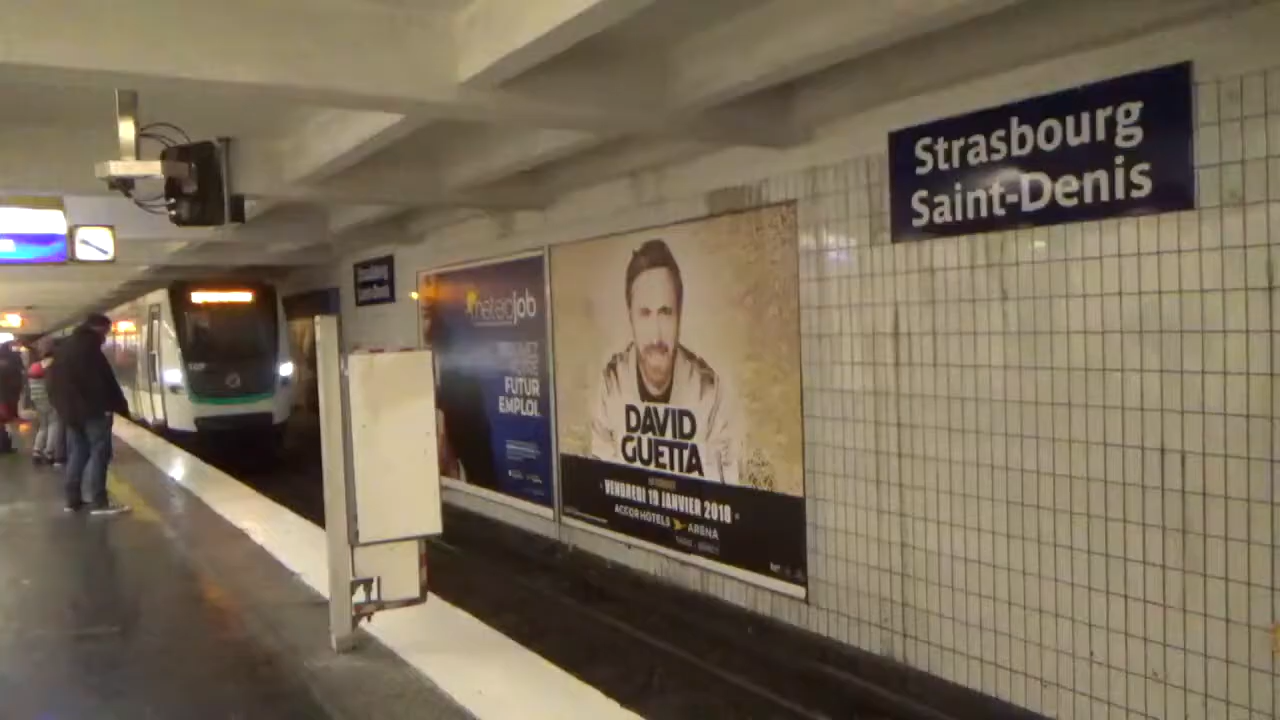 Strasbourg
Saint-Denis
meteojob
FUTUR
EMPLOI.
DAVID
GUETTA
VENDREDI 19 JANVIER 2018
ACCORHOTELS ARENA